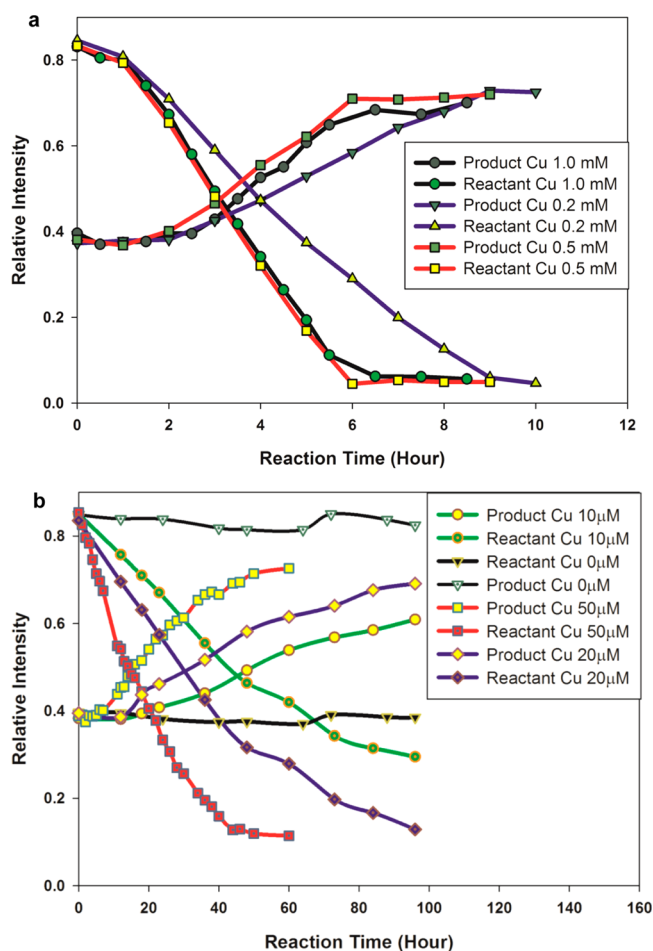 a
0.8
0.6
0.4
0.2
0.0
Relative Intensity
Product Cu 1.0 mM
Reactant Cu 1.0 mM
Product Cu 0.2 mM
Reactant Cu 0.2 mM
Product Cu 0.5 mM
Reactant Cu 0.5 mM
0 2 4 6 8 10 12
Reaction Time (Hour)
b
0.8
0.6
0.4
0.2
0.0
Relative Intensity
Product Cu 10μM
Reactant Cu 10μM
Reactant Cu 0μM
Product Cu 0μM
Product Cu 50μM
Reactant Cu 50μM
Product Cu 20μM
Reactant Cu 20μM
0 20 40 60 80 100 120 140 160
Reaction Time (Hour)